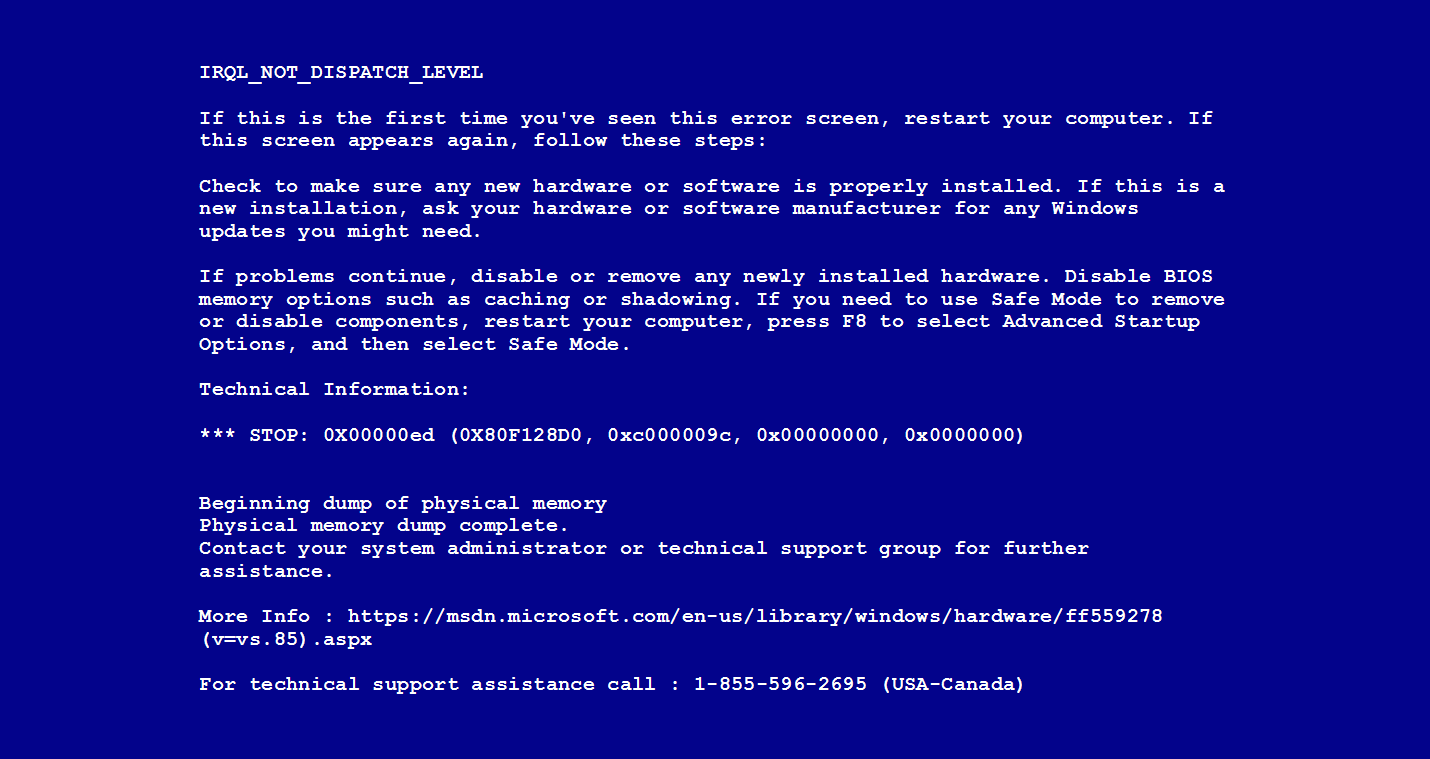 IRQL_NOT_DISPATCH_LEVEL
If this is the first time you've seen this error screen, restart your computer. If
this screen appears again, follow these steps:
Check to make sure any new hardware or software is properly installed. If this is a
new installation, ask your hardware or software manufacturer for any Windows
updates you might need.
If problems continue, disable or remove any newly installed hardware. Disable BIOS
memory options such as caching or shadowing. If you need to use Safe Mode to remove
or disable components, restart your computer, press F8 to select Advanced Startup
Options, and then select Safe Mode.
Technical Information:
*** STOP: 0X00000ed (0X80F128D0, 0xc000009c, 0x00000000, 0x0000000)
Beginning dump of physical memory
Physical memory dump complete.
Contact your system administrator or technical support group for further
assistance.
More Info : https://msdn.microsoft.com/en-us/library/windows/hardware/ff559278
(v=vs.85).aspx
For technical support assistance call : 1-855-596-2695 (USA-Canada)